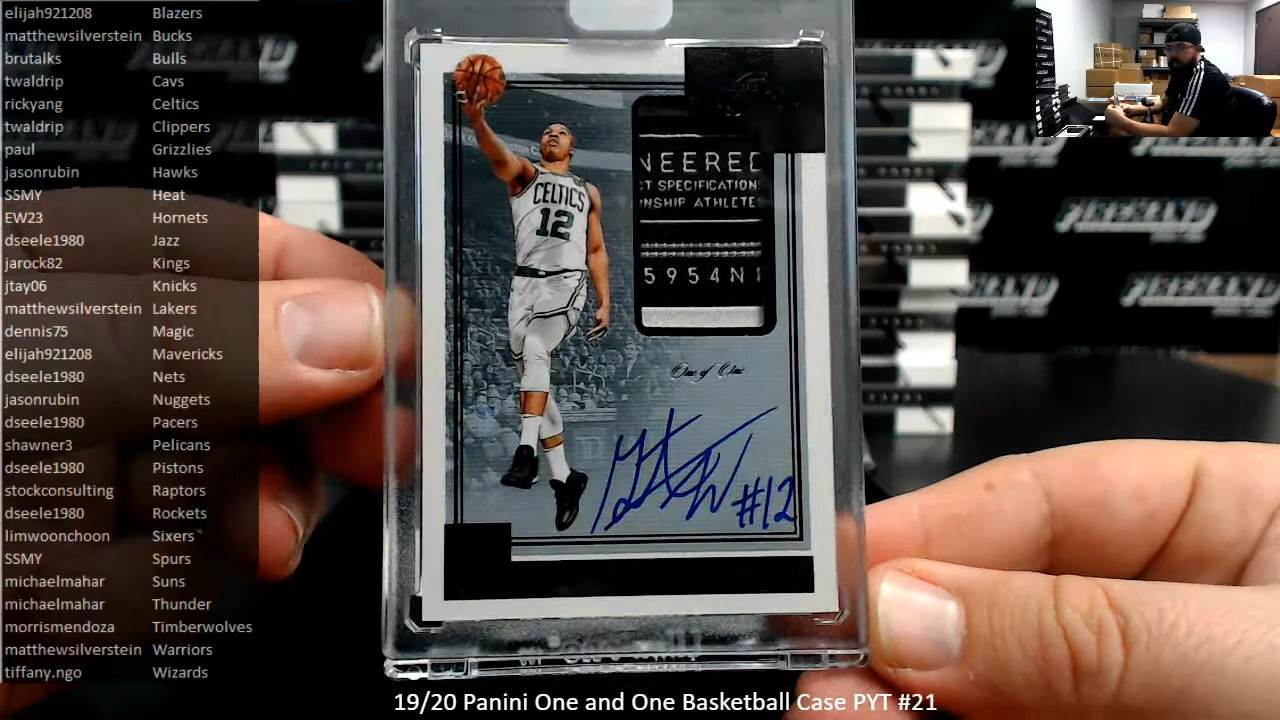 elijah921208 Blazers
matthewsilverstein Bucks
brutalks Bulls
twaldrip Cavs
rickyang Celtics
twaldrip Clippers
paul Grizzlies
jasonrubin Hawks
SSMY Heat
EW23 Hornets
dseele1980 Jazz
jarock82 Kings
jtay06 Knicks
matthewsilverstein Lakers
dennis75 Magic
elijah921208 Mavericks
dseele1980 Nets
jasonrubin Nuggets
dseele1980 Pacers
shawner3 Pelicans
dseele1980 Pistons
stockconsulting Raptors
dseele1980 Rockets
limwoonchoon Sixers
SSMY Spurs
michaelmahar Suns
michaelmahar Thunder
morrismendoza Timberwolves
matthewsilverstein Warriors
tiffany.ngo Wizards
CELTICS
12
NEERED
CT SPECIFICATION
NSHIP ATHLETE
5954N
One of One
#12
19/20 Panini One and One Basketball Case PYT #21